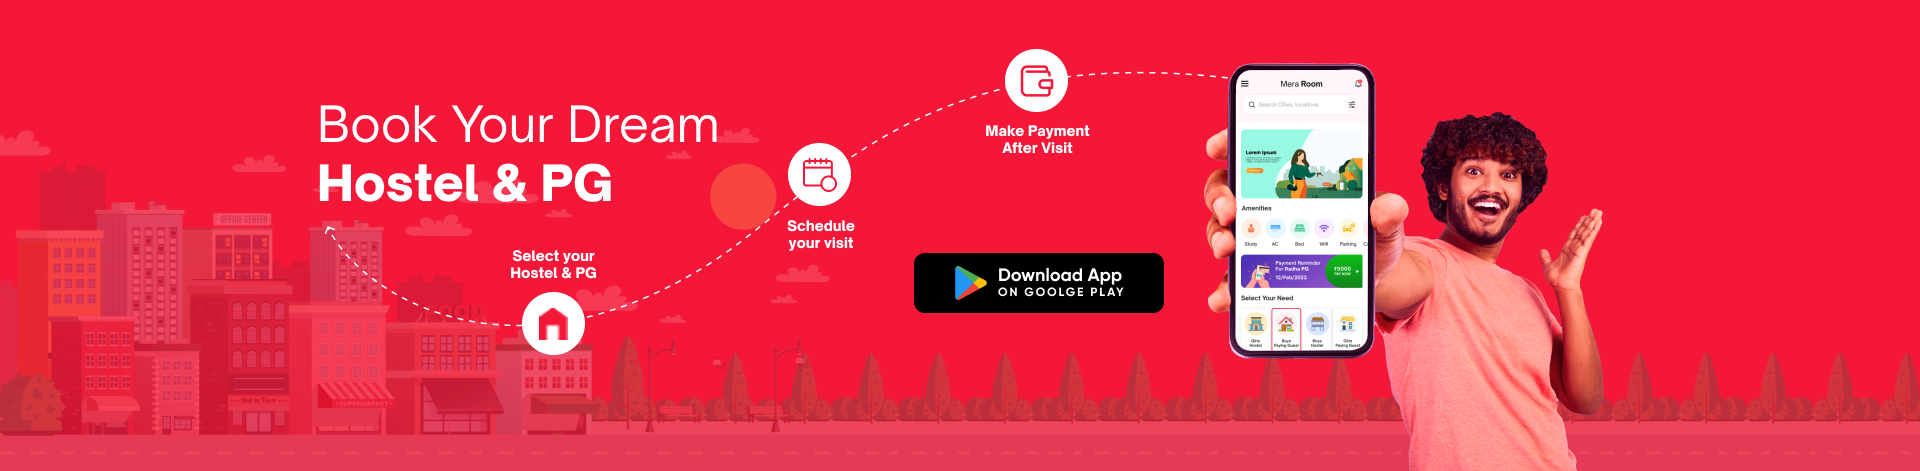 Book Your Dream
Hostel & PG
Select your
Hostel & PG
Schedule
your visit
Make Payment
After Visit
Download App
ON GOOLGE PLAY
OFFICE CENTER
SUPERMARKET
Mera Room
Search Cities, locations
Lorem Ipsum
Amenities
Study AC Bed Wifi Parking
Payment Reminder
For Radha PG
12/Feb/2022
₹5000
PAY NOW
Select Your Need
Girls
Hostel
Boys
Paying Guest
Boys
Hostel
Girls
Paying Guest